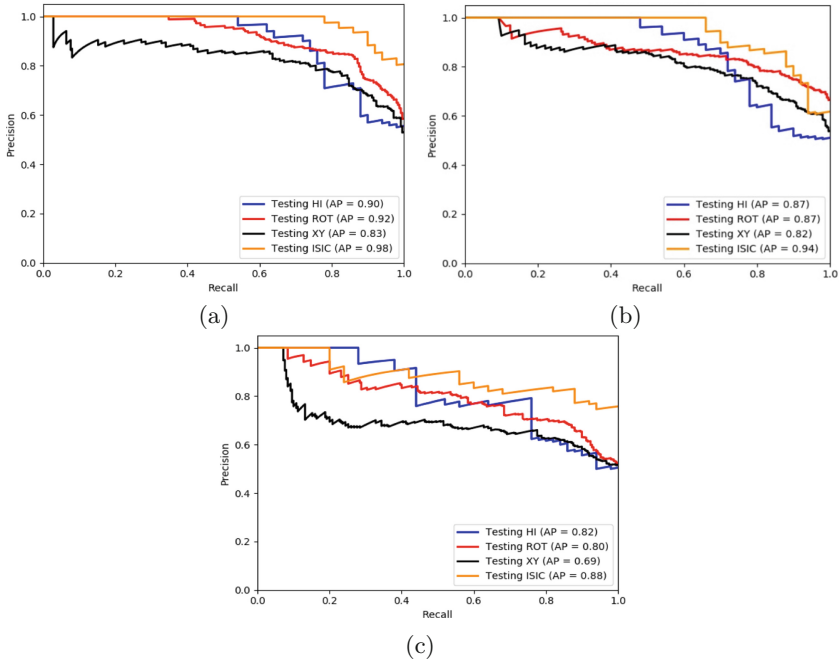 1.0
0.8
0.6
0.4
0.2
0.0
Precision
0.0 0.2 0.4 0.6 0.8 1.0
Recall
Testing HI (AP = 0.90)
Testing ROT (AP = 0.92)
Testing XY (AP = 0.83)
Testing ISIC (AP = 0.98)
(a)
1.0
0.8
0.6
0.4
0.2
0.0
Precision
0.0 0.2 0.4 0.6 0.8 1.0
Recall
Testing HI (AP = 0.87)
Testing ROT (AP = 0.87)
Testing XY (AP = 0.82)
Testing ISIC (AP = 0.94)
(b)
1.0
0.8
0.6
0.4
0.2
0.0
Precision
0.0 0.2 0.4 0.6 0.8 1.0
Recall
Testing HI (AP = 0.82)
Testing ROT (AP = 0.80)
Testing XY (AP = 0.69)
Testing ISIC (AP = 0.88)
(c)